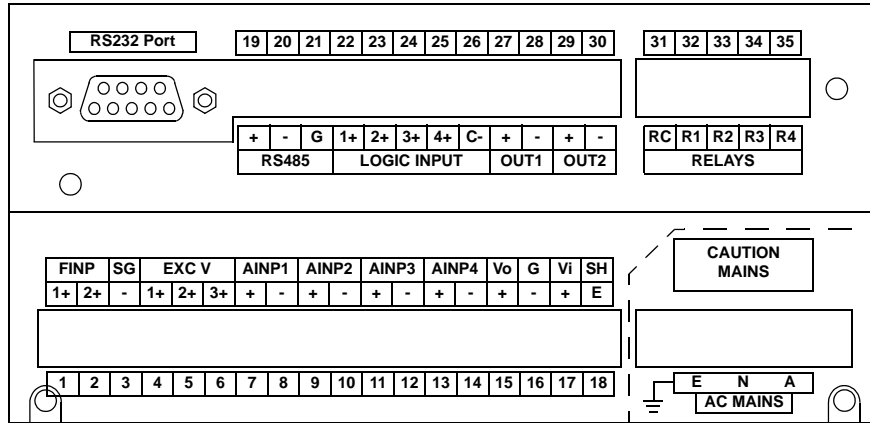 RS232 Port
19 20 21 22 23 24 25 26 27 28 29 30 31 32 33 34 35
+ - G 1+ 2+ 3+ 4+ C- + - + - RC R1 R2 R3 R4
RS485 LOGIC INPUT OUT1 OUT2 RELAYS
CAUTION
MAINS
FINP SG EXC V AINP1 AINP2 AINP3 AINP4 Vo G Vi SH
1+ 2+ - 1+ 2+ 3+ + - + - + - + - + - + E
1 2 3 4 5 6 7 8 9 10 11 12 13 14 15 16 17 18
E N A
AC MAINS